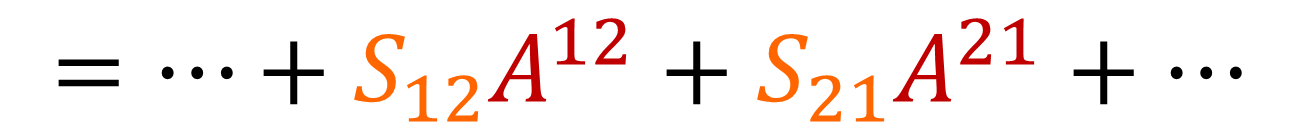 = ⋯ + S₁₂A¹² + S₂₁A²¹ + ⋯